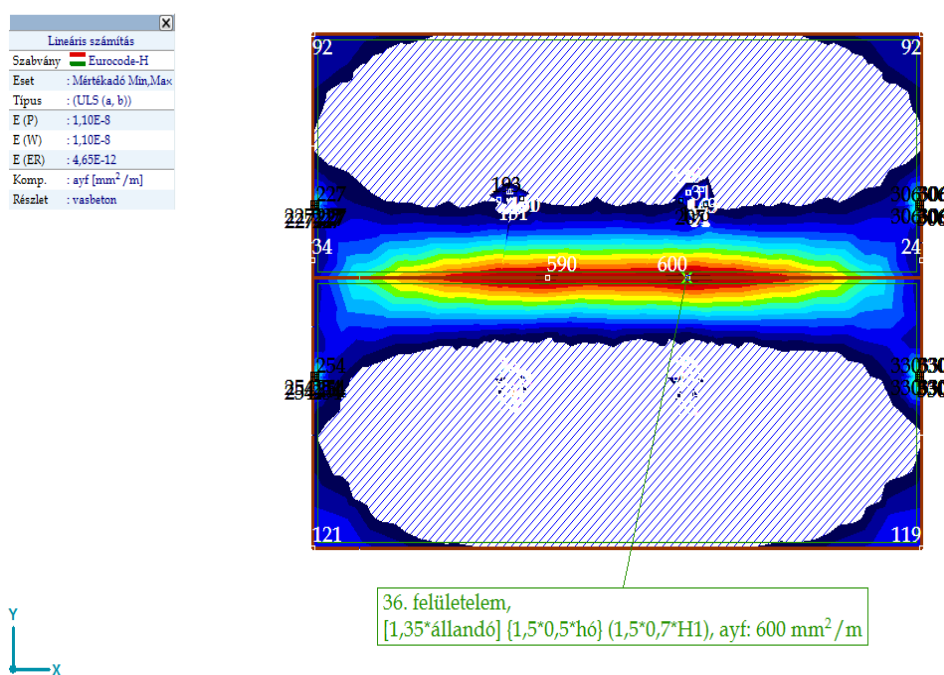 Lineáris számítás
Szabvány Eurocode-H
Eset : Mértékadó Min,Max
Típus : (ULS (a, b))
E (P) : 1,10E-8
E (W) : 1,10E-8
E (ER) : 4,65E-12
Komp. : ayf [mm²/m]
Részlet : vasbeton
92 92
227
34 24
590 600
254
121 119
36. felületelem,
[1,35*állandó] {1,5*0,5*hó} (1,5*0,7*H1), ayf: 600 mm²/m
Y
X